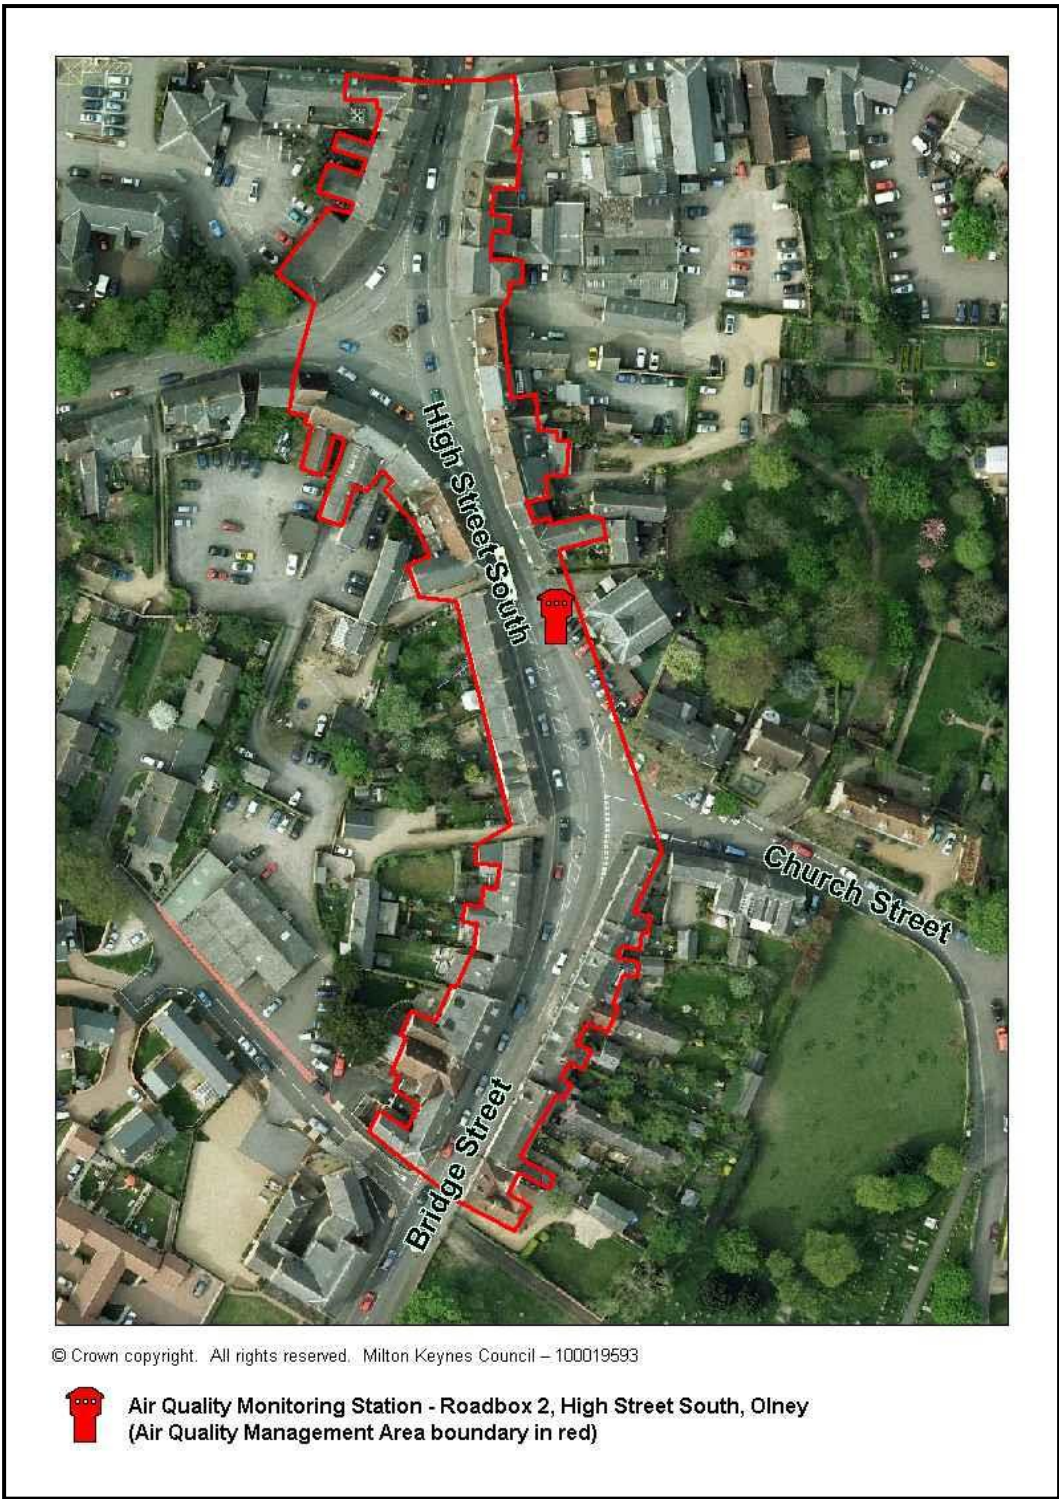 High Street South
Church Street
Bridge Street
© Crown copyright. All rights reserved. Milton Keynes Council – 100019593
Air Quality Monitoring Station - Roadbox 2, High Street South, Olney
(Air Quality Management Area boundary in red)